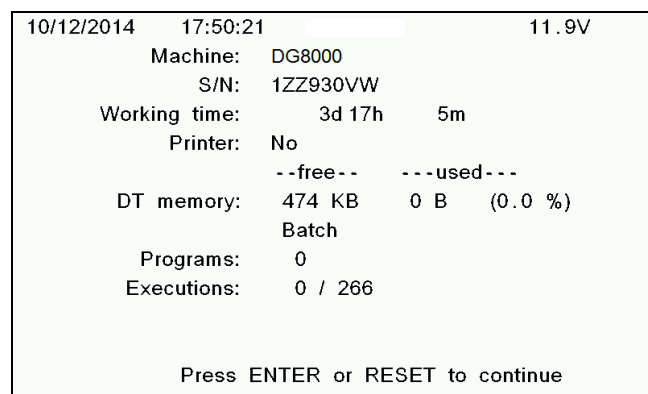 10/12/2014 17:50:21 11.9V
Machine: DG8000
S/N: 1ZZ930VW
Working time: 3d 17h 5m
Printer: No
--free-- ---used---
DT memory: 474 KB 0 B (0.0 %)
Batch
Programs: 0
Executions: 0 / 266
Press ENTER or RESET to continue